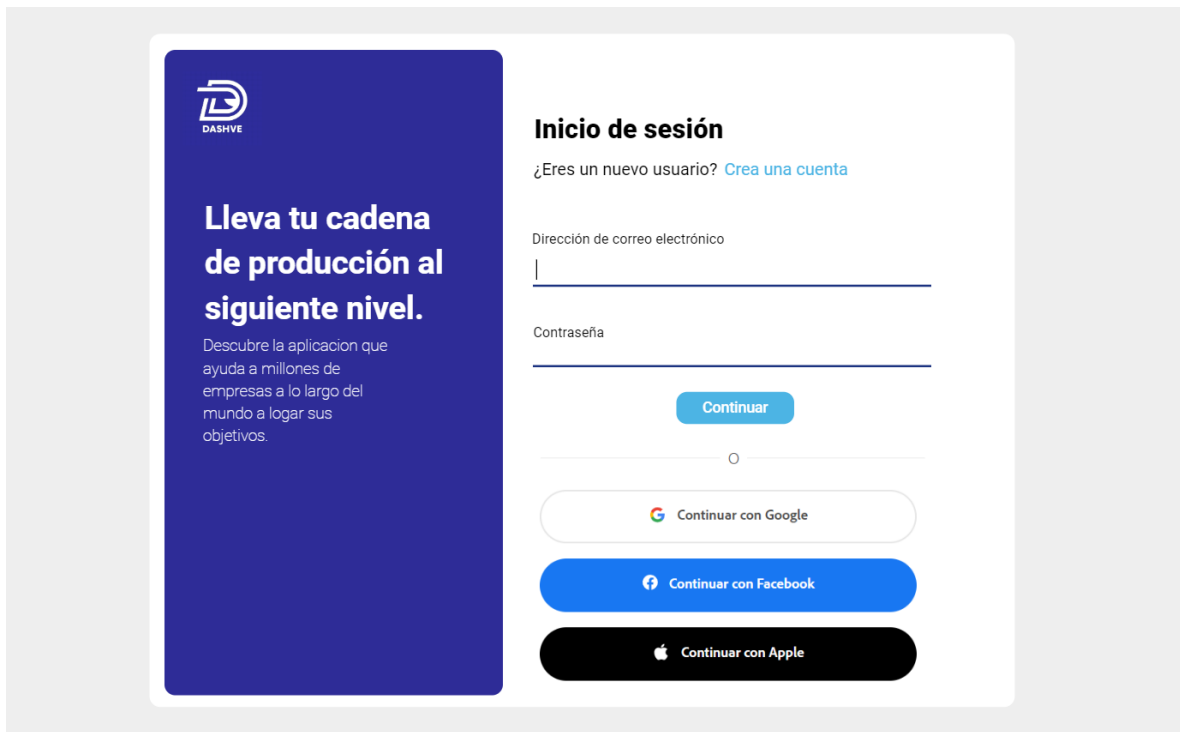 DASHVE
Lleva tu cadena
de producción al
siguiente nivel.
Descubre la aplicacion que
ayuda a millones de
empresas a lo largo del
mundo a logar sus
objetivos.
Inicio de sesión
¿Eres un nuevo usuario? Crea una cuenta
Dirección de correo electrónico
Contraseña
Continuar
O
Continuar con Google
Continuar con Facebook
Continuar con Apple